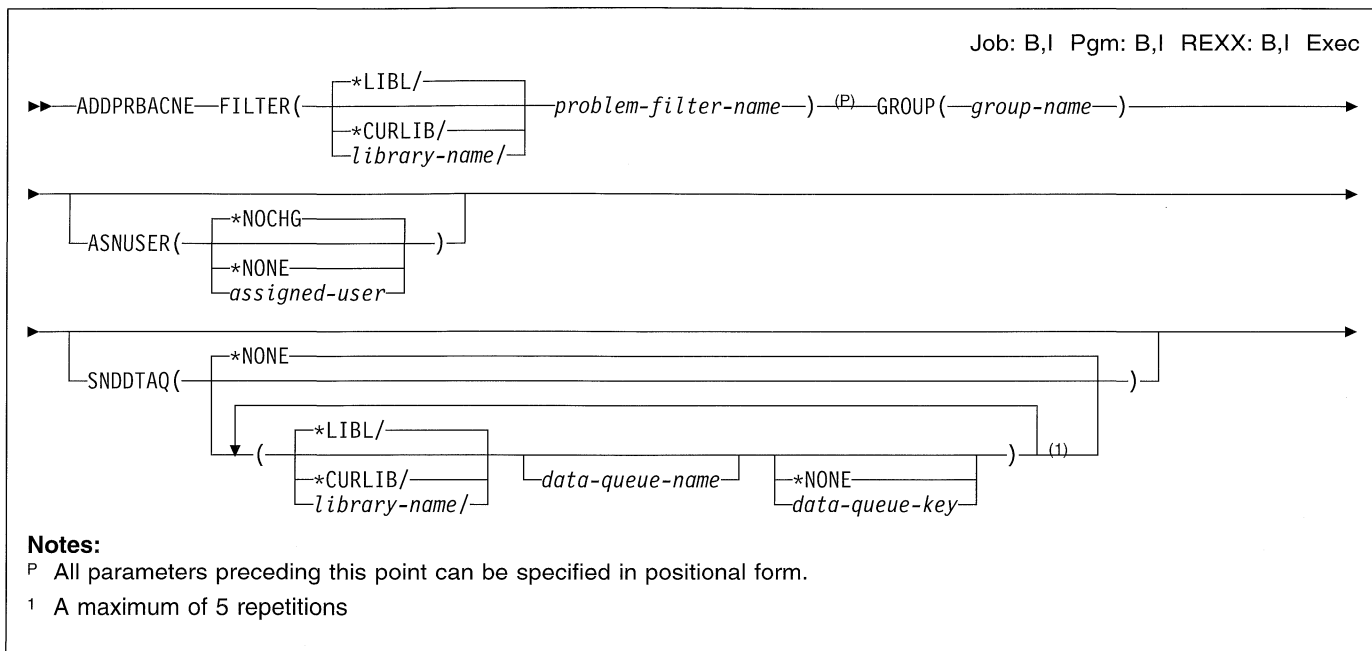 Job: B,I Pgm: B,I REXX: B,I Exec
*LIBL/
ADDPRBACNE FILTER( problem-filter-name ) (P) GROUP( group-name )
*CURLIB/
library-name/
*NOCHG
ASNUSER( )
*NONE
assigned-user
*NONE
SNDDTAQ( )
*LIBL/
( ) (1)
*CURLIB/ data-queue-name *NONE
library-name/ data-queue-key
Notes:
P All parameters preceding this point can be specified in positional form.
1 A maximum of 5 repetitions